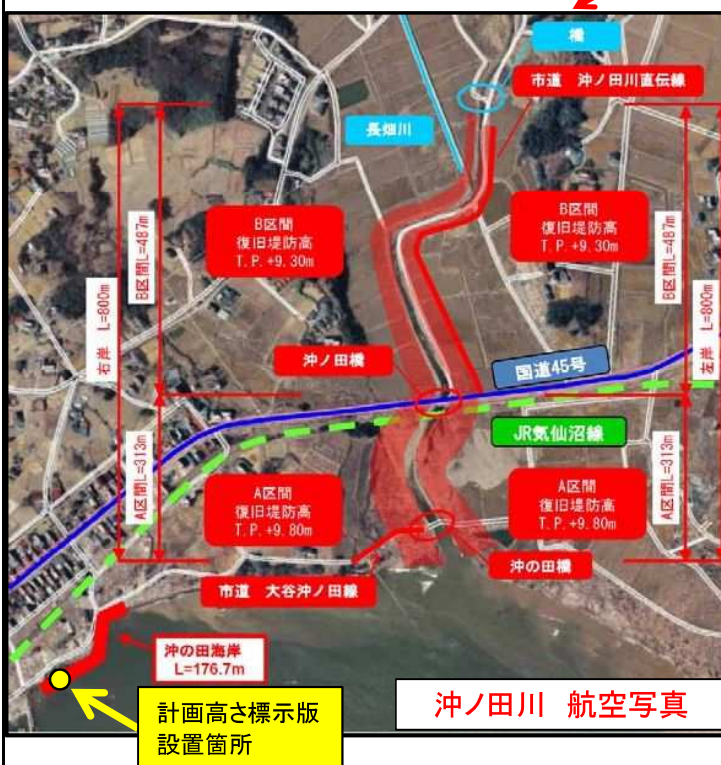 橋
市道 沖ノ田川直伝線
長畑川
B区間
復旧堤防高
T.P.+9.30m
B区間
復旧堤防高
T.P.+9.30m
B区間L=487m
B区間L=487m
右岸 L=800m
左岸 L=800m
沖ノ田橋
国道45号
JR気仙沼線
A区間L=313m
A区間L=313m
A区間
復旧堤防高
T.P.+9.80m
A区間
復旧堤防高
T.P.+9.80m
沖の田橋
市道 大谷沖ノ田線
沖の田海岸
L=176.7m
計画高さ標示版
設置箇所
沖ノ田川 航空写真